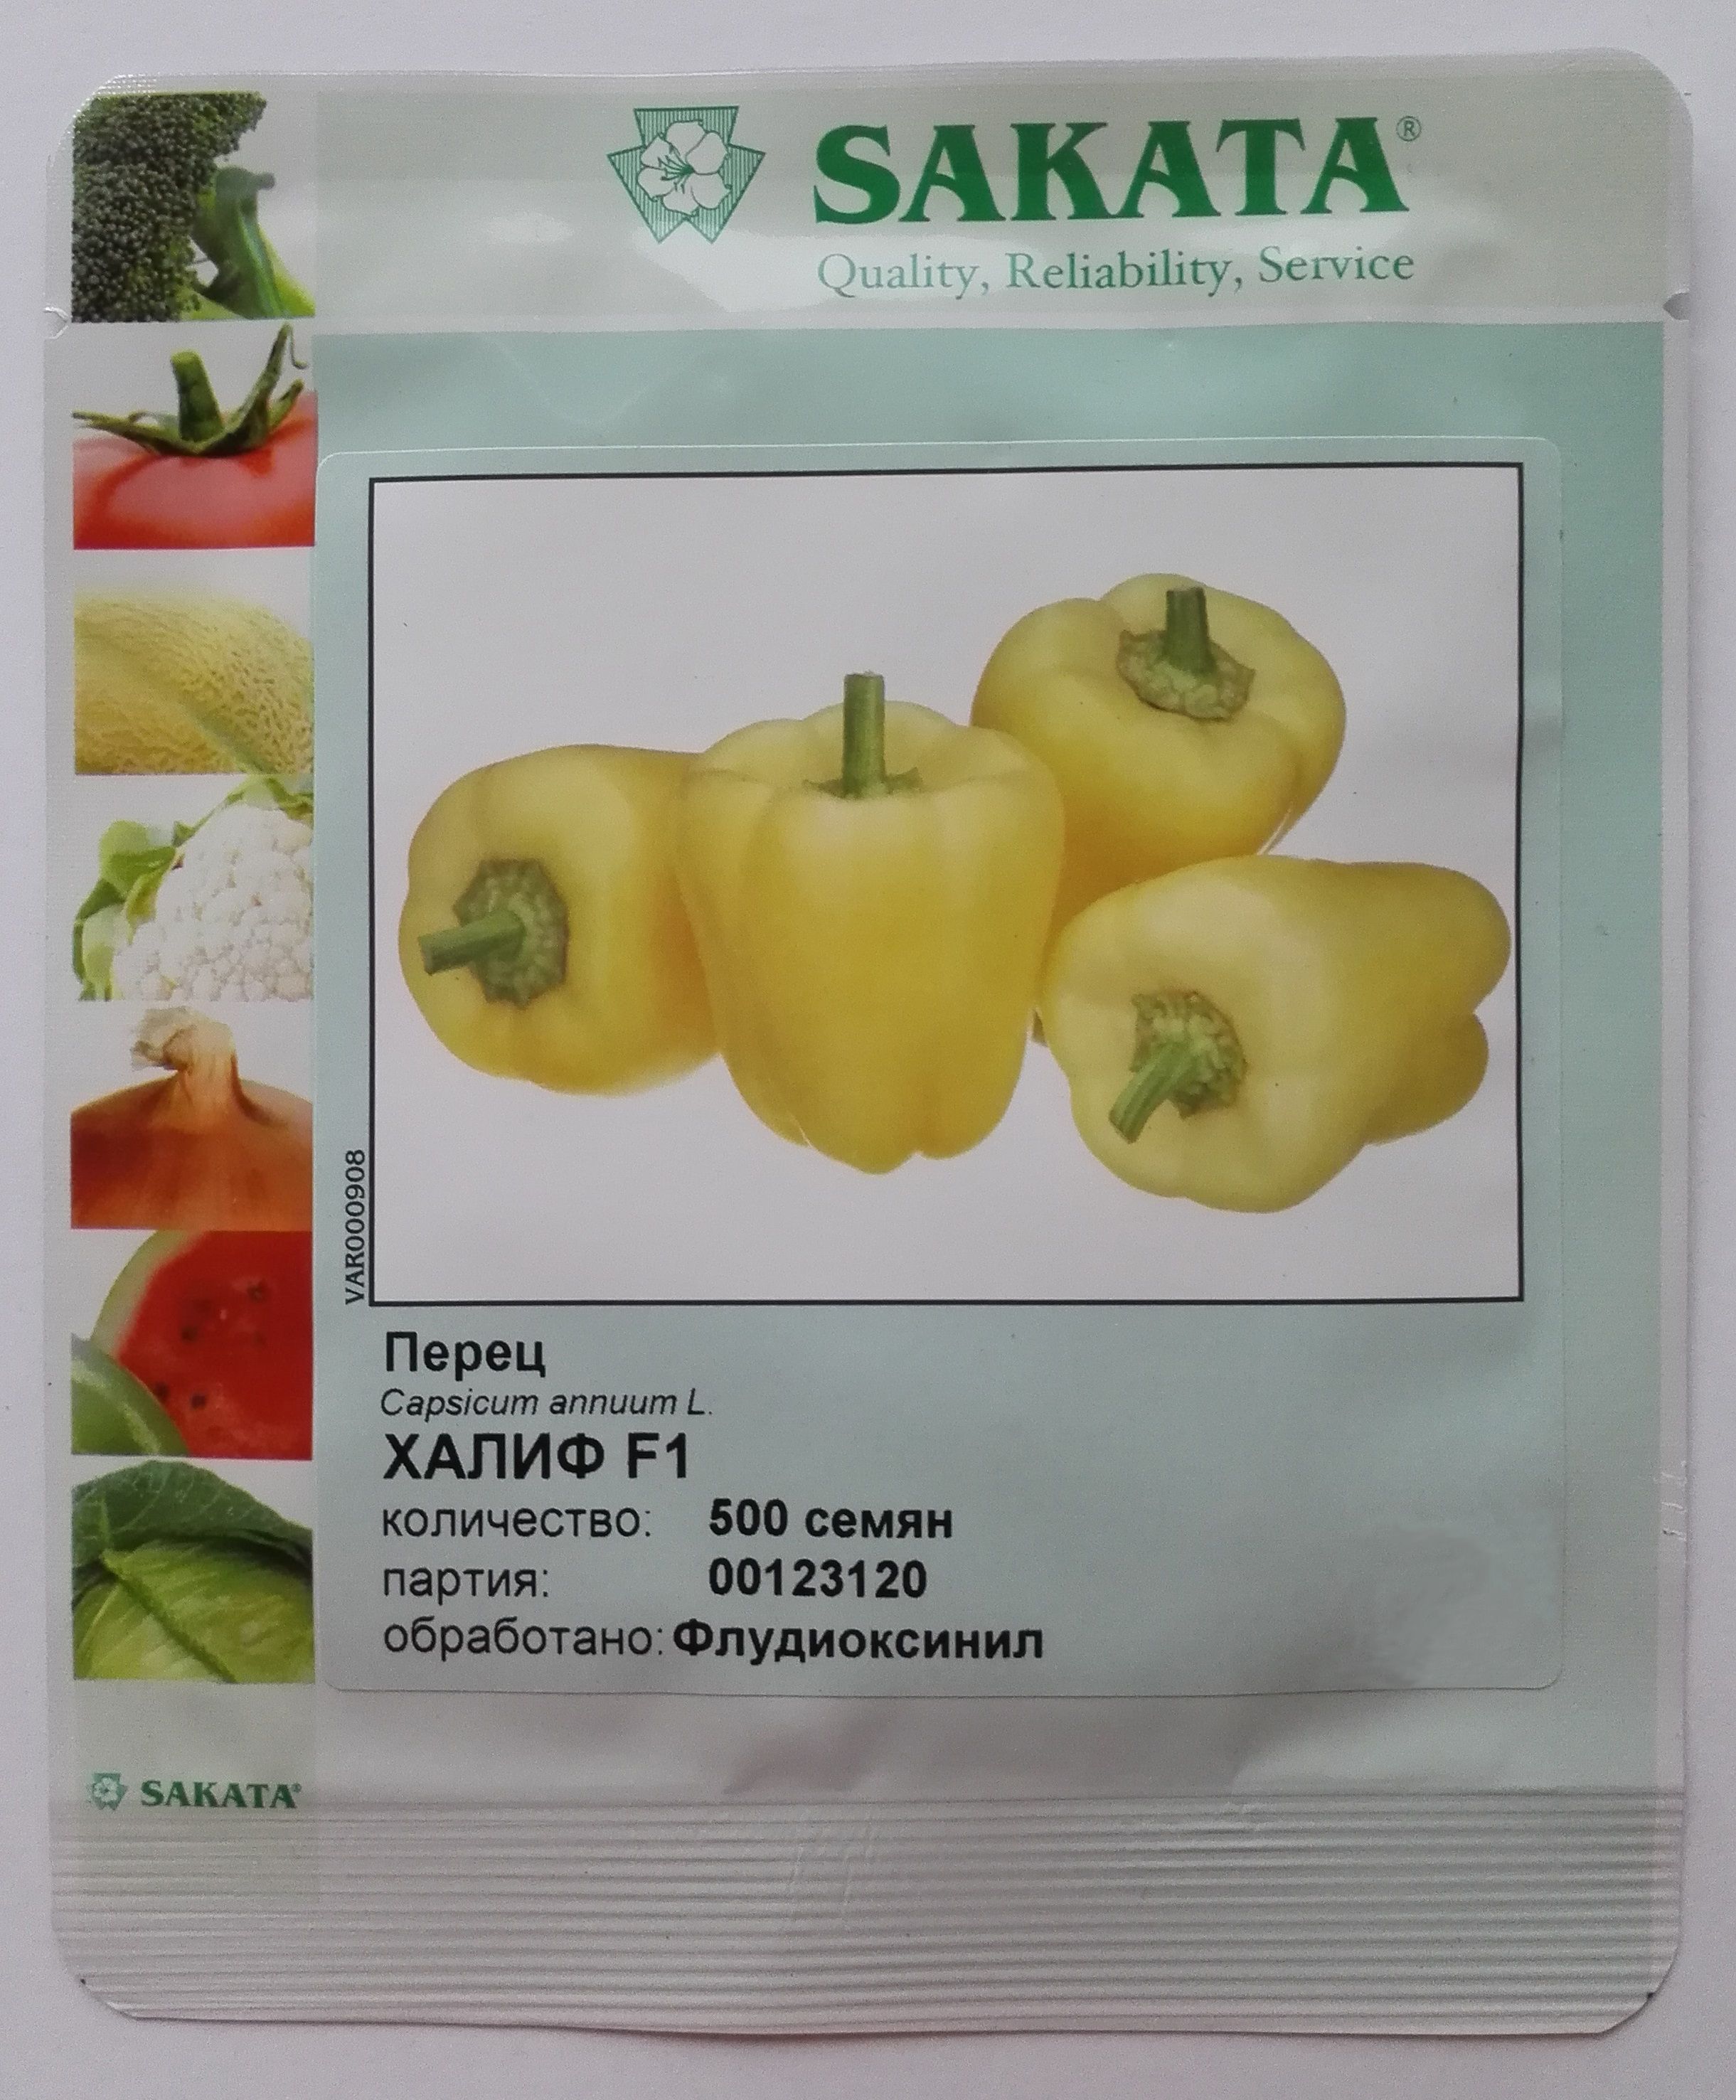 SAKATA®
Quality, Reliability, Service
VAR000908
Перец
Capsicum annuum L.
ХАЛИФ F1
количество: 500 семян
партия: 00123120
обработано: Флудиоксинил
SAKATA®